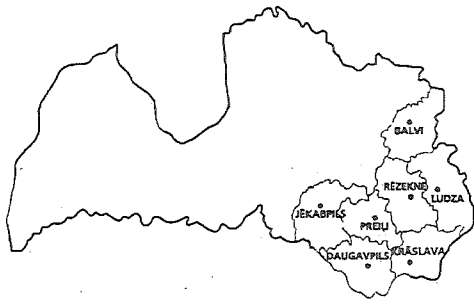 BALVI
RĒZEKNE
LUDZA
JĒKABPILS
PREIĻI
DAUGAVPILS
KRĀSLAVA